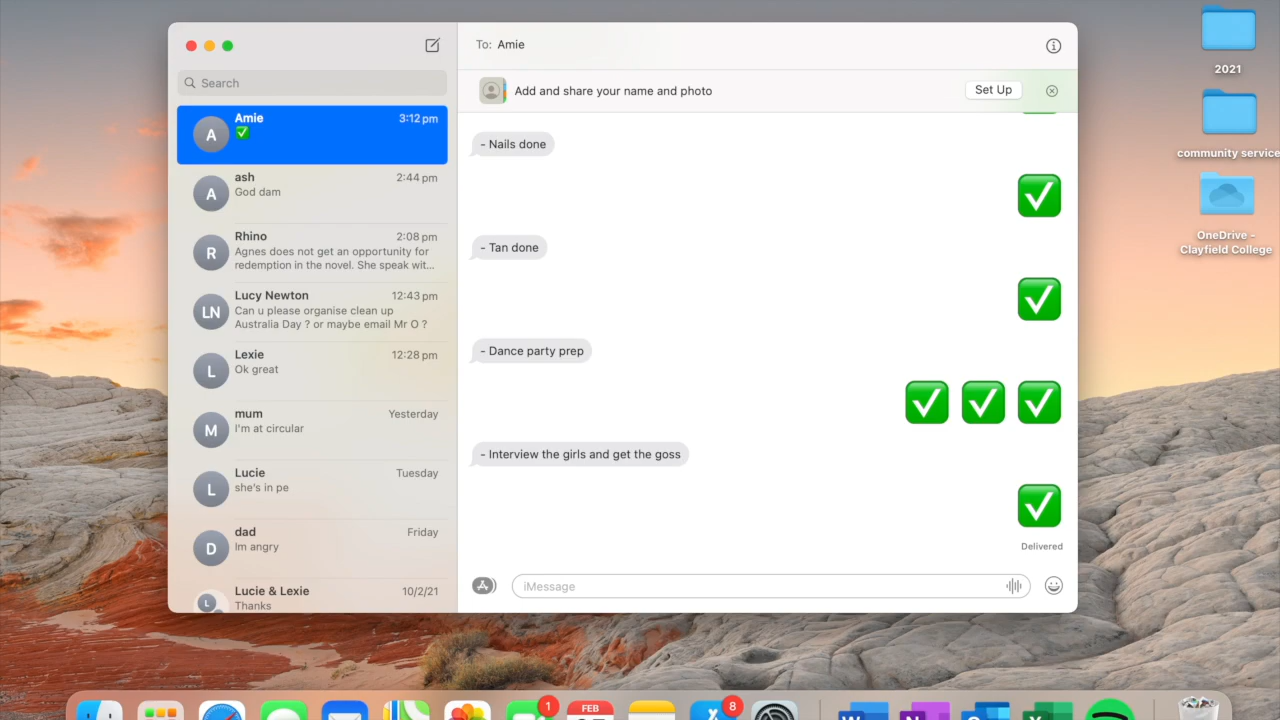 Search
Amie 3:12 pm
✅
ash 2:44 pm
God dam
Rhino 2:08 pm
Agnes does not get an opportunity for
redemption in the novel. She speak wit...
Lucy Newton 12:43 pm
Can u please organise clean up
Australia Day ? or maybe email Mr O ?
Lexie 12:28 pm
Ok great
mum Yesterday
I'm at circular
Lucie Tuesday
she's in pe
dad Friday
Im angry
Lucie & Lexie 10/2/21
Thanks
A
A
R
LN
L
M
L
D
L
To: Amie
Add and share your name and photo
Set Up
- Nails done
✅
- Tan done
✅
- Dance party prep
✅ ✅ ✅
- Interview the girls and get the goss
✅
Delivered
iMessage
2021
community service
OneDrive -
Clayfield College
1
FEB
8
W
N
O
X